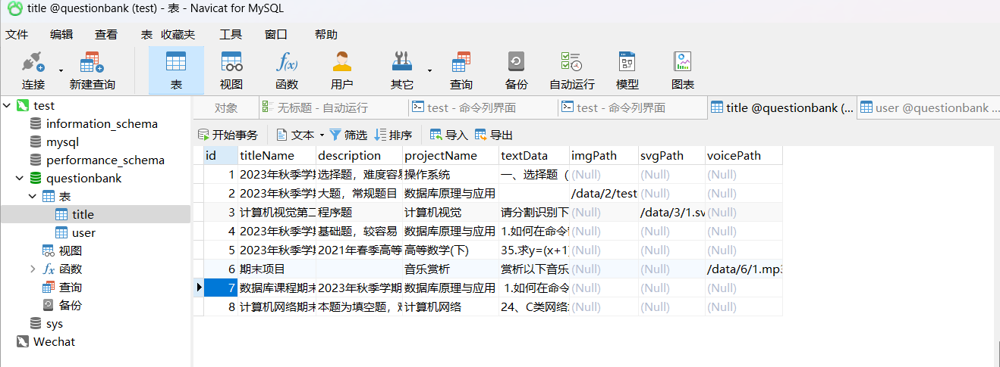 title @questionbank (test) - 表 - Navicat for MySQL
文件 编辑 查看 表 收藏夹 工具 窗口 帮助
连接 新建查询 表 视图 函数 用户 其它 查询 备份 自动运行 模型 图表
对象 无标题 - 自动运行 test - 命令列界面 test - 命令列界面 title @questionbank (... user @questionbank ...
开始事务 文本 筛选 排序 导入 导出
test
information_schema
mysql
performance_schema
questionbank
表
title
user
视图
函数
查询
备份
sys
Wechat
id titleName description projectName textData imgPath svgPath voicePath
1 2023年秋季学期 选择题，难度容易 操作系统 一、选择题（ (Null) (Null) (Null)
2 2023年秋季学期 大题，常规题目 数据库原理与应用 /data/2/test (Null) (Null)
3 计算机视觉第二 程序题 计算机视觉 请分割识别下 (Null) /data/3/1.sv (Null)
4 2023年秋季学期 基础题，较容易 数据库原理与应用 1.如何在命令 (Null) (Null) (Null)
5 2023年秋季学期 2021年春季高等 高等数学(下) 35.求y=(x+1 (Null) (Null) (Null)
6 期末项目 音乐赏析 赏析以下音乐 (Null) (Null) /data/6/1.mp3
7 数据库课程期末 2023年秋季学期 数据库原理与应用 1.如何在命令 (Null) (Null) (Null)
8 计算机网络期末 本题为填空题， 计算机网络 24、C类网络 (Null) (Null) (Null)